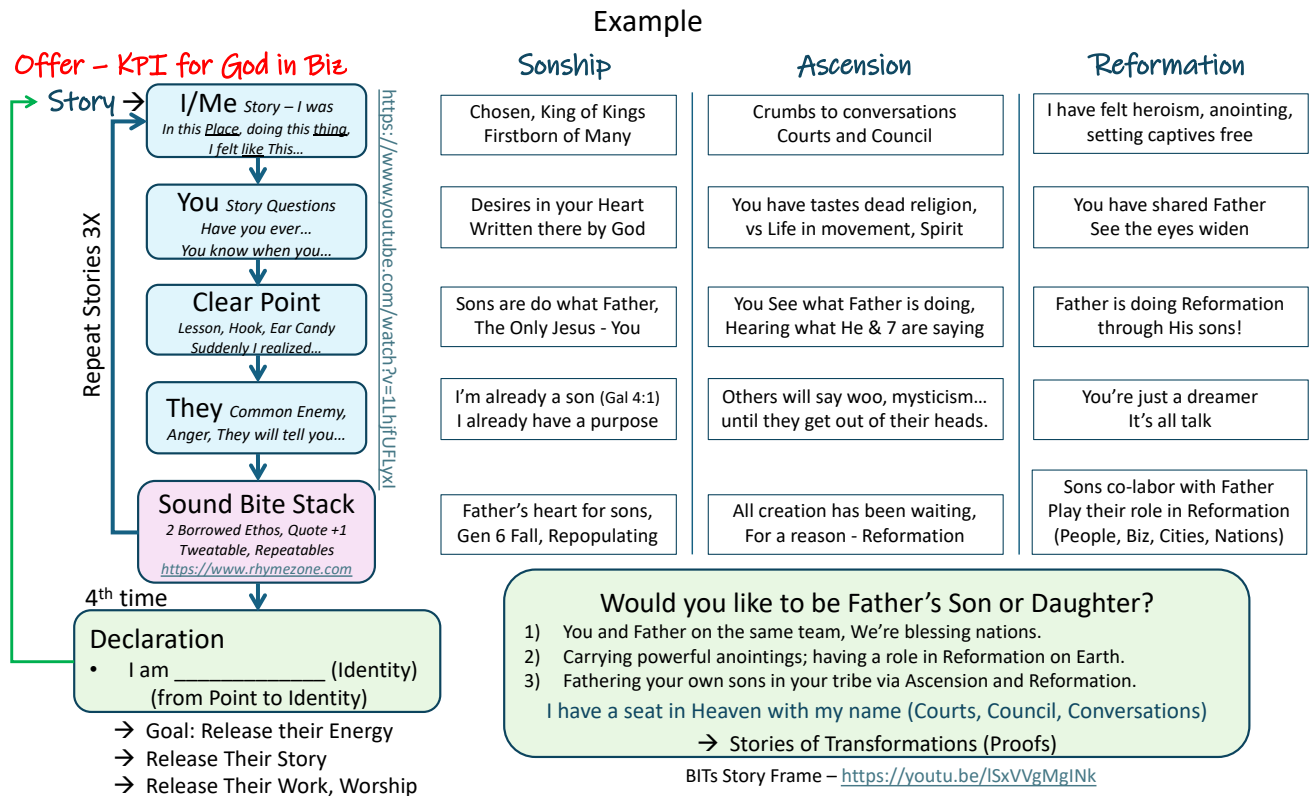 Example
Offer – KPI for God in Biz
Story →
I/Me Story – I was
In this Place, doing this thing,
I felt like This…
You Story Questions
Have you ever…
You know when you…
Clear Point
Lesson, Hook, Ear Candy
Suddenly I realized…
They Common Enemy,
Anger, They will tell you…
Sound Bite Stack
2 Borrowed Ethos, Quote +1
Tweatable, Repeatables
https://www.rhymezone.com
Repeat Stories 3X
https://www.youtube.com/watch?v=1LhjfUFLyxI
4th time
Declaration
• I am _____________ (Identity)
(from Point to Identity)
→ Goal: Release their Energy
→ Release Their Story
→ Release Their Work, Worship
Sonship
Chosen, King of Kings
Firstborn of Many
Desires in your Heart
Written there by God
Sons are do what Father,
The Only Jesus - You
I’m already a son (Gal 4:1)
I already have a purpose
Father’s heart for sons,
Gen 6 Fall, Repopulating
Ascension
Crumbs to conversations
Courts and Council
You have tastes dead religion,
vs Life in movement, Spirit
You See what Father is doing,
Hearing what He & 7 are saying
Others will say woo, mysticism…
until they get out of their heads.
All creation has been waiting,
For a reason - Reformation
Reformation
I have felt heroism, anointing,
setting captives free
You have shared Father
See the eyes widen
Father is doing Reformation
through His sons!
You’re just a dreamer
It’s all talk
Sons co-labor with Father
Play their role in Reformation
(People, Biz, Cities, Nations)
Would you like to be Father’s Son or Daughter?
1) You and Father on the same team, We’re blessing nations.
2) Carrying powerful anointings; having a role in Reformation on Earth.
3) Fathering your own sons in your tribe via Ascension and Reformation.
I have a seat in Heaven with my name (Courts, Council, Conversations)
→ Stories of Transformations (Proofs)
BITs Story Frame – https://youtu.be/lSxVVgMgINk